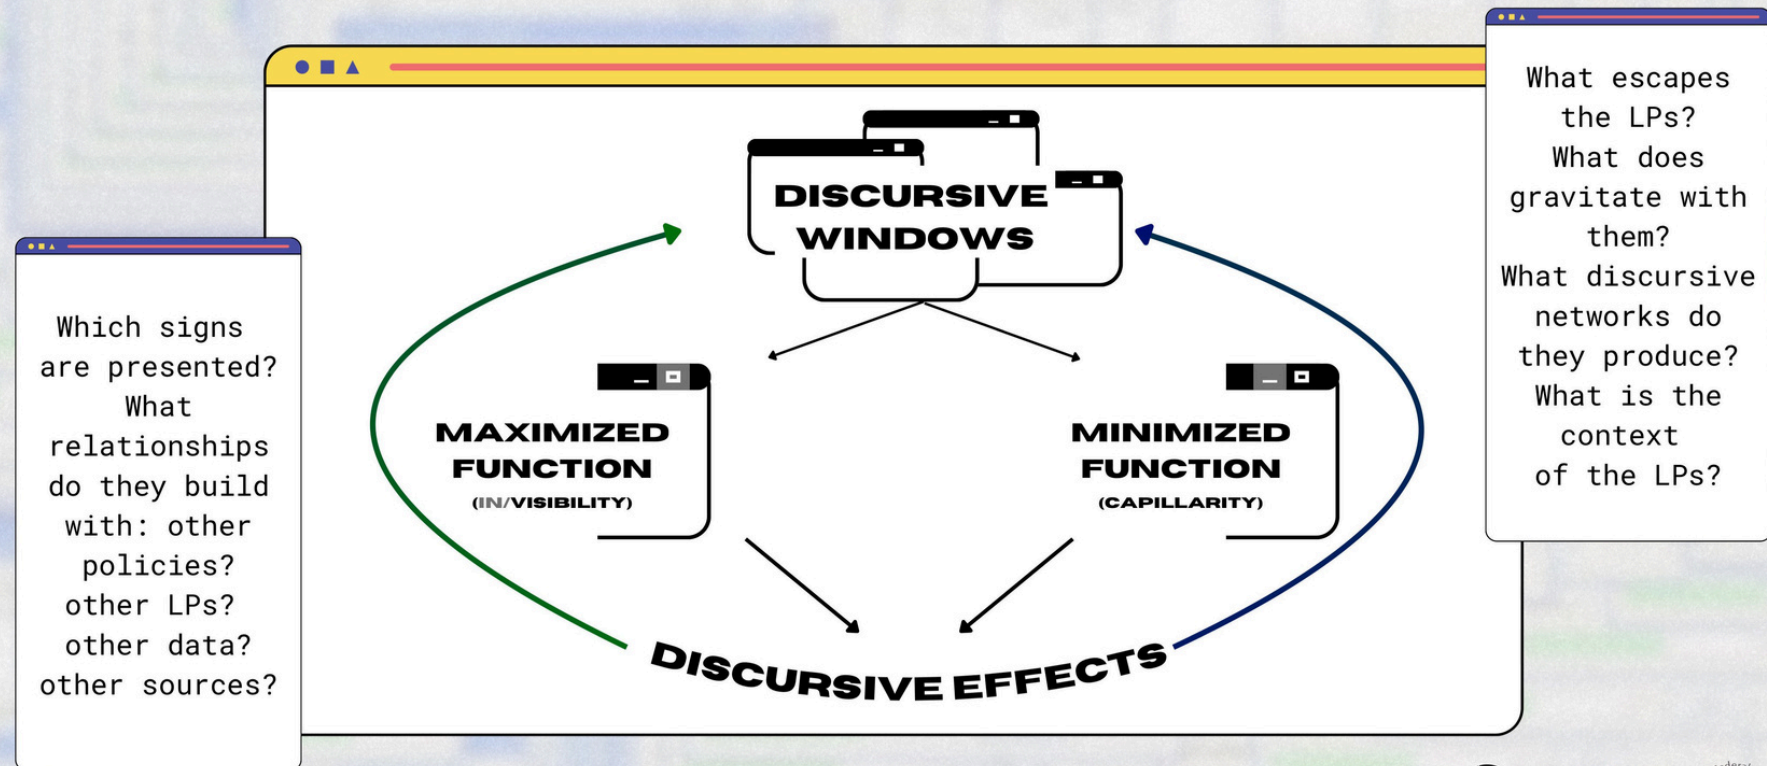 Which signs
are presented?
What
relationships
do they build
with: other
policies?
other LPs?
other data?
other sources?
DISCURSIVE
WINDOWS
MAXIMIZED
FUNCTION
(IN/VISIBILITY)
MINIMIZED
FUNCTION
(CAPILLARITY)
DISCURSIVE EFFECTS
What escapes
the LPs?
What does
gravitate with
them?
What discursive
networks do
they produce?
What is the
context
of the LPs?